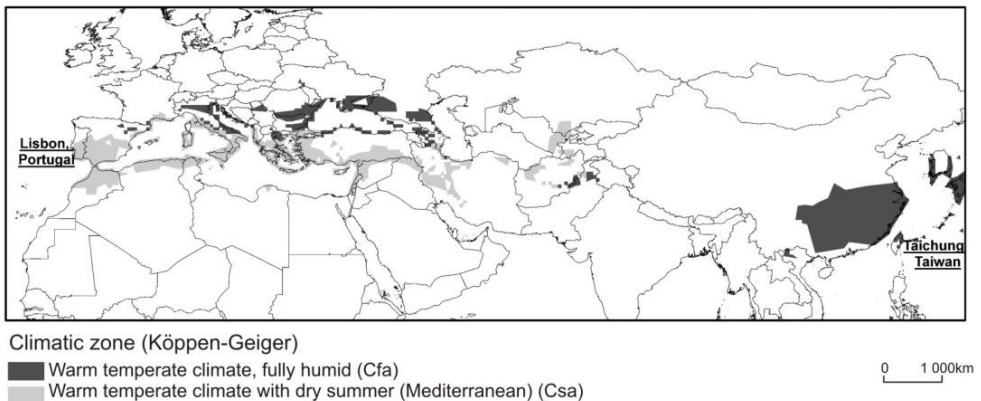 Lisbon,
Portugal
Taichung
Taiwan
Climatic zone (Köppen-Geiger)
Warm temperate climate, fully humid (Cfa)
Warm temperate climate with dry summer (Mediterranean) (Csa)
0 1 000km